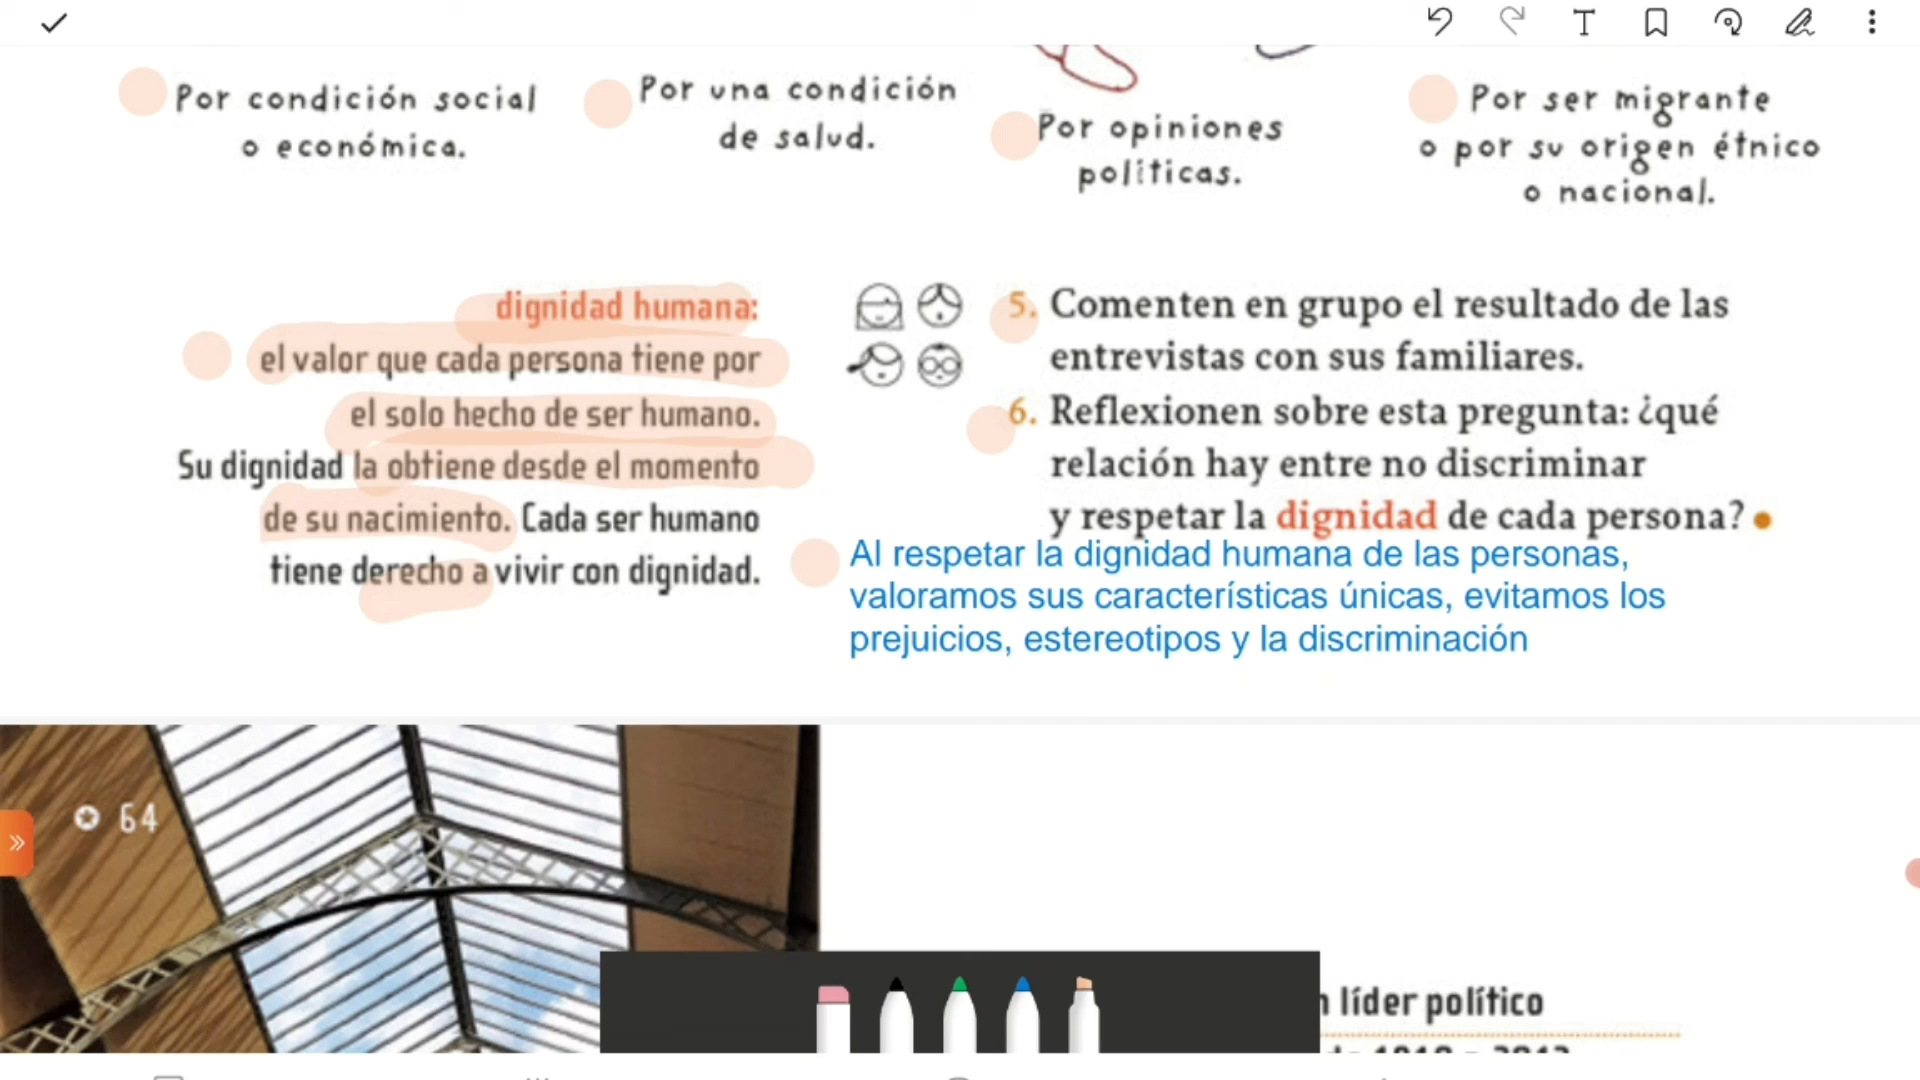 Por condición social
o económica.
Por una condición
de salud.
Por opiniones
políticas.
Por ser migrante
o por su origen étnico
o nacional.
dignidad humana:
el valor que cada persona tiene por
el solo hecho de ser humano.
Su dignidad la obtiene desde el momento
de su nacimiento. Cada ser humano
tiene derecho a vivir con dignidad.
5. Comenten en grupo el resultado de las
entrevistas con sus familiares.
6. Reflexionen sobre esta pregunta: ¿qué
relación hay entre no discriminar
y respetar la dignidad de cada persona?
Al respetar la dignidad humana de las personas,
valoramos sus características únicas, evitamos los
prejuicios, estereotipos y la discriminación
64
líder político